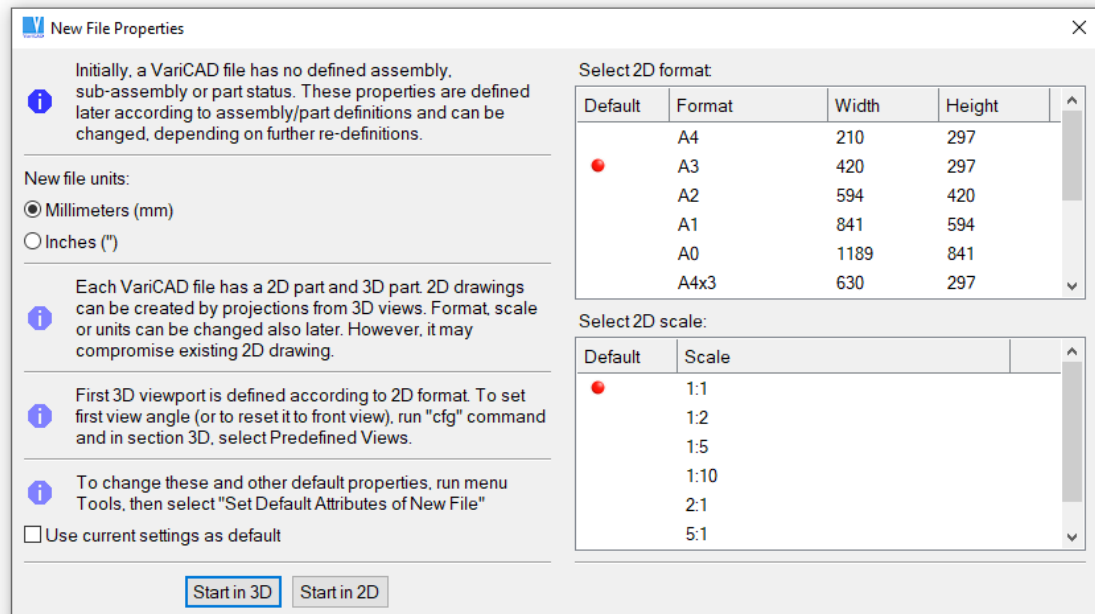 New File Properties
Initially, a VariCAD file has no defined assembly,
sub-assembly or part status. These properties are defined
later according to assembly/part definitions and can be
changed, depending on further re-definitions.
New file units:
Millimeters (mm)
Inches (")
Each VariCAD file has a 2D part and 3D part. 2D drawings
can be created by projections from 3D views. Format, scale
or units can be changed also later. However, it may
compromise existing 2D drawing.
First 3D viewport is defined according to 2D format. To set
first view angle (or to reset it to front view), run "cfg" command
and in section 3D, select Predefined Views.
To change these and other default properties, run menu
Tools, then select "Set Default Attributes of New File"
Use current settings as default
Start in 3D Start in 2D
Select 2D format:
Default Format Width Height
A4 210 297
A3 420 297
A2 594 420
A1 841 594
A0 1189 841
A4x3 630 297
Select 2D scale:
Default Scale
1:1
1:2
1:5
1:10
2:1
5:1